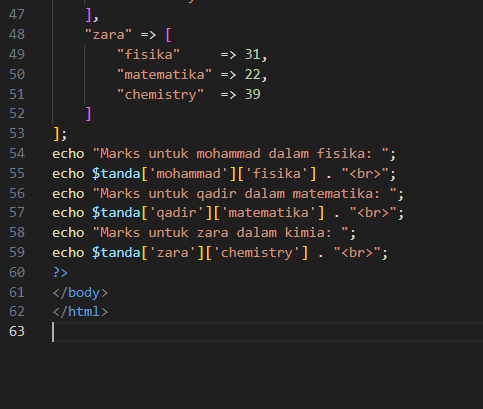 47 ],
48 "zara" => [
49 "fisika" => 31,
50 "matematika" => 22,
51 "chemistry" => 39
52 ]
53 ];
54 echo "Marks untuk mohammad dalam fisika: ";
55 echo $tanda['mohammad']['fisika'] . "<br>";
56 echo "Marks untuk qadir dalam matematika: ";
57 echo $tanda['qadir']['matematika'] . "<br>";
58 echo "Marks untuk zara dalam kimia: ";
59 echo $tanda['zara']['chemistry'] . "<br>";
60 ?>
61 </body>
62 </html>
63